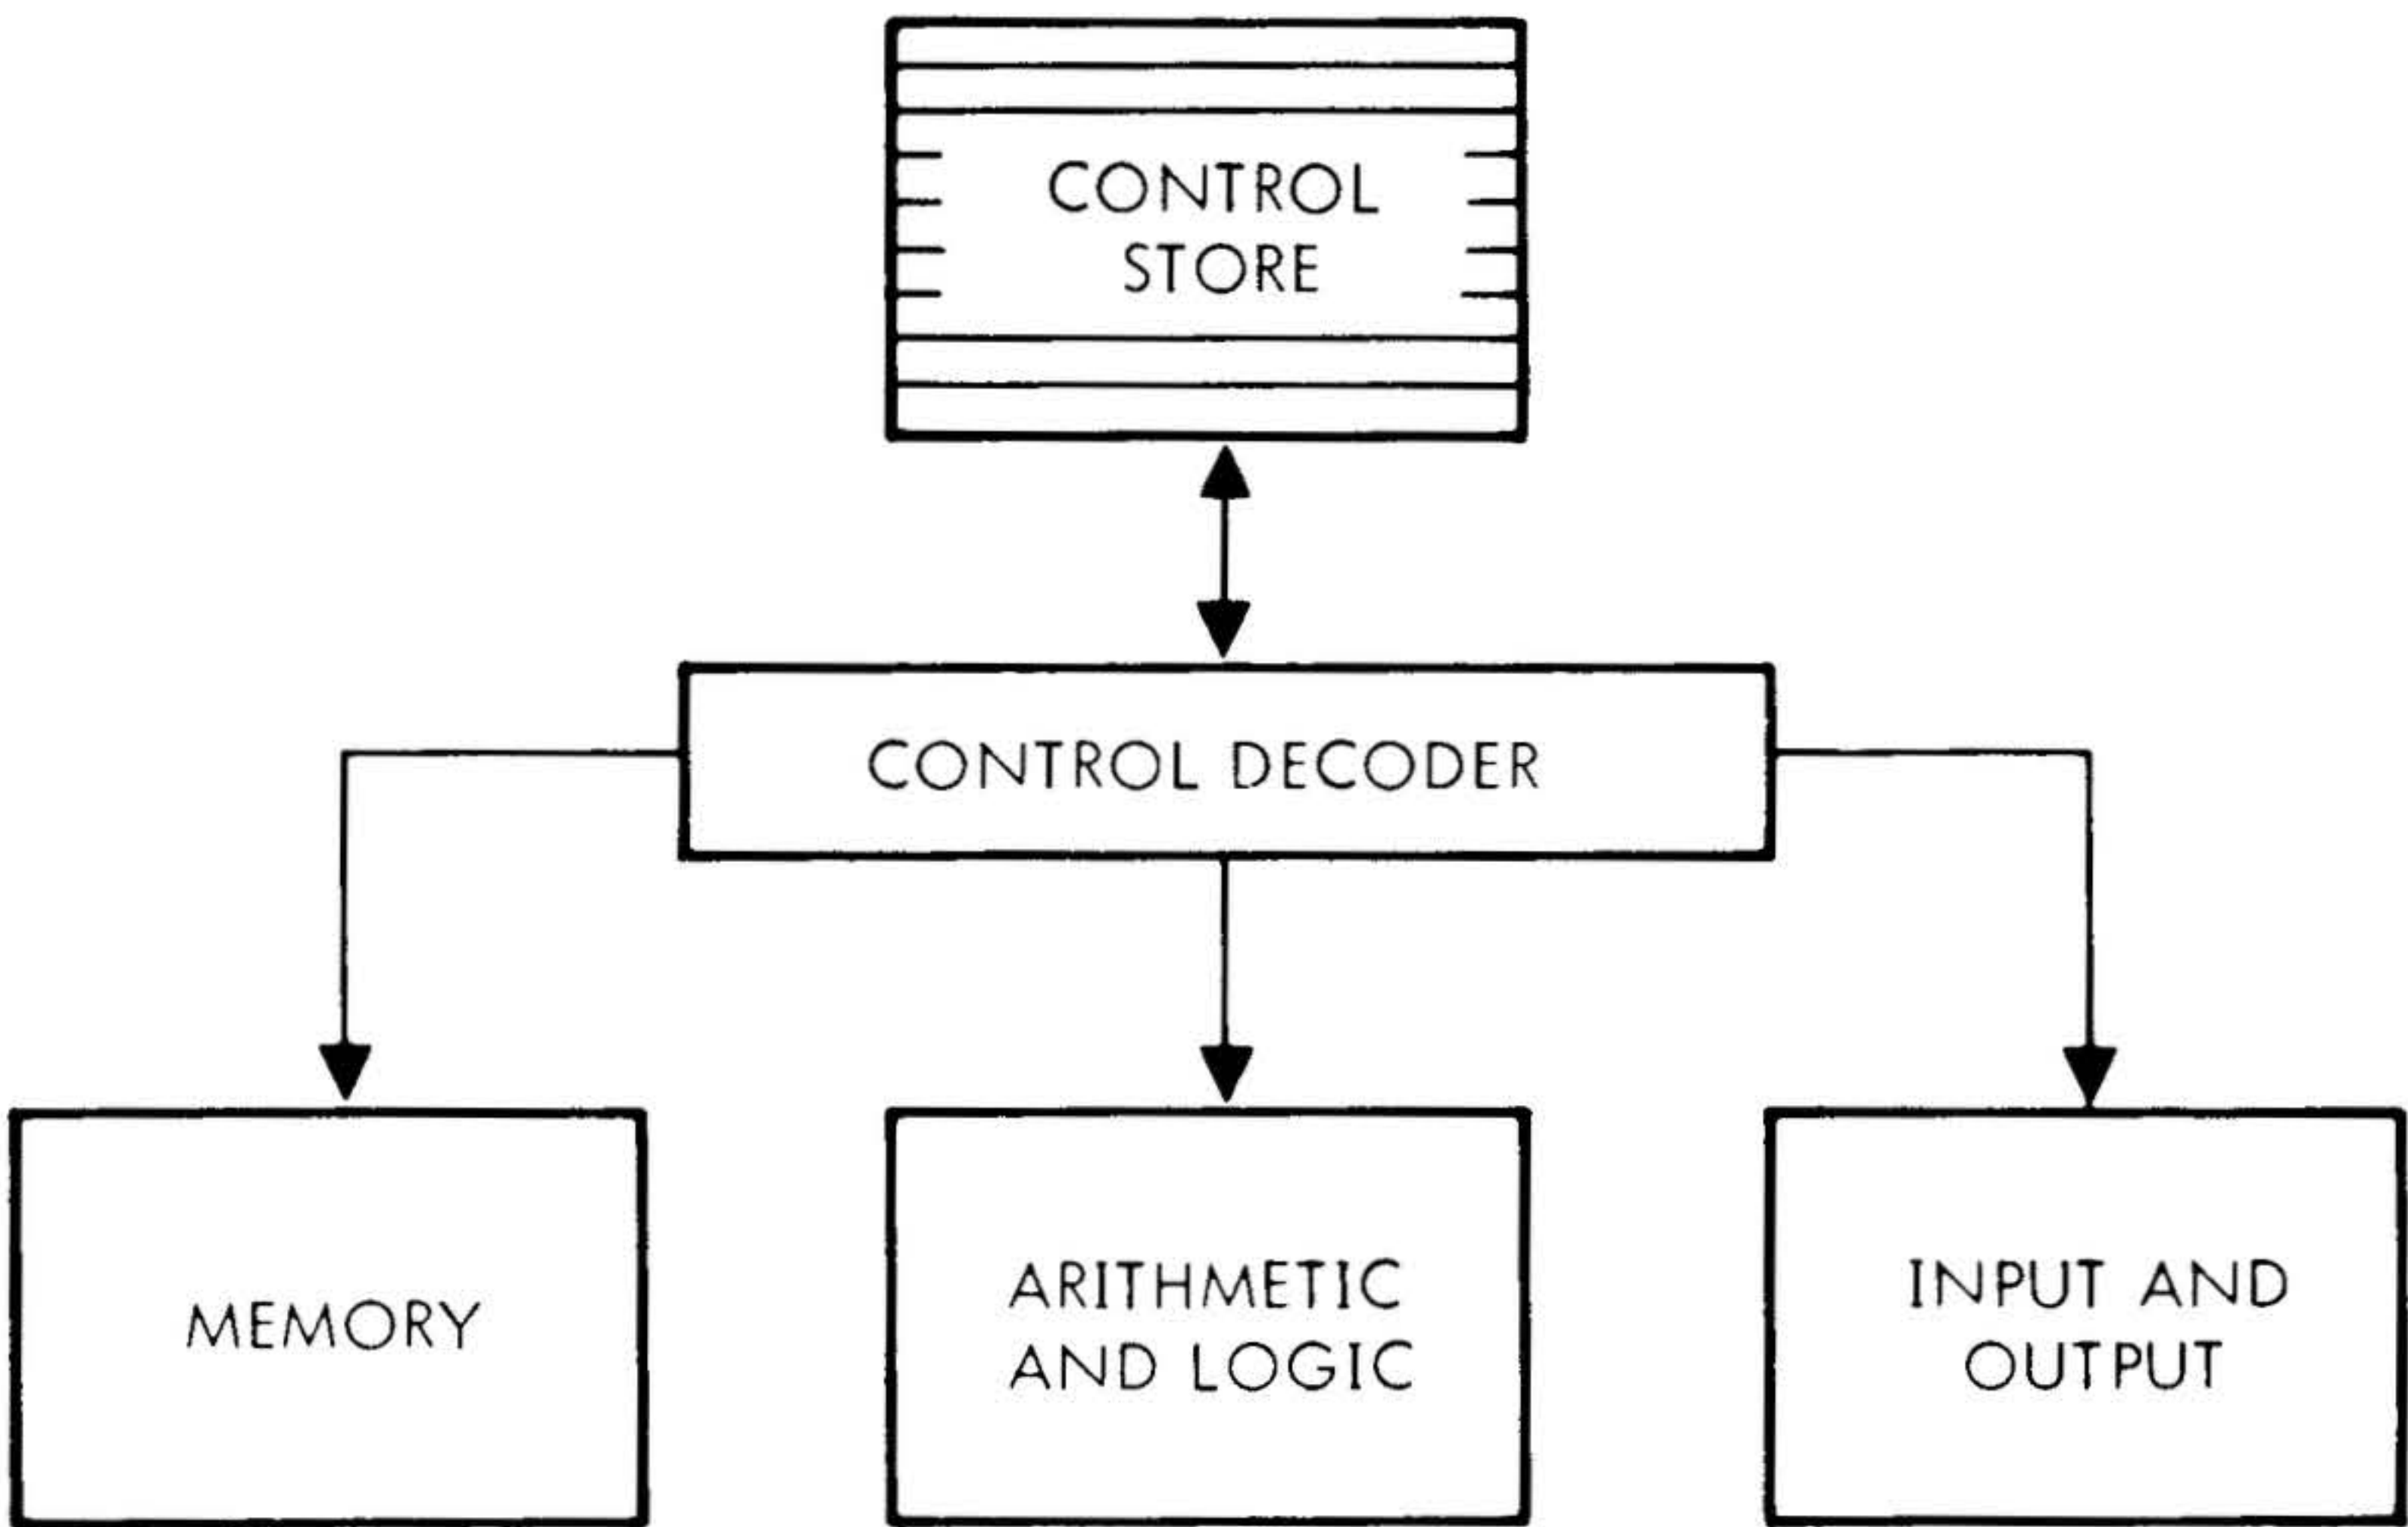 CONTROL
STORE
CONTROL DECODER
MEMORY
ARITHMETIC
AND LOGIC
INPUT AND
OUTPUT